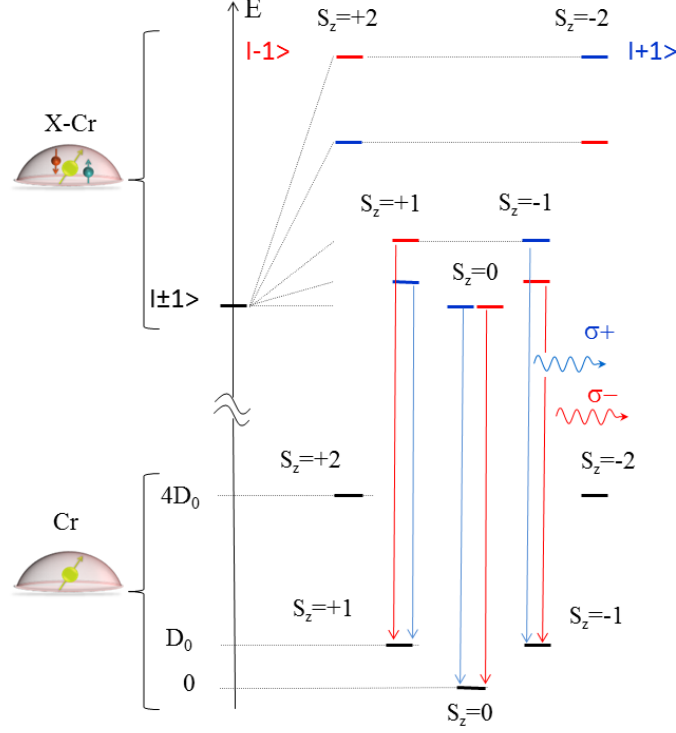 E
S_z=+2
S_z=-2
|-1>
|+1>
X-Cr
S_z=+1
S_z=-1
S_z=0
|±1>
σ+
σ−
S_z=+2
S_z=-2
4D_0
Cr
S_z=+1
S_z=-1
D_0
0
S_z=0